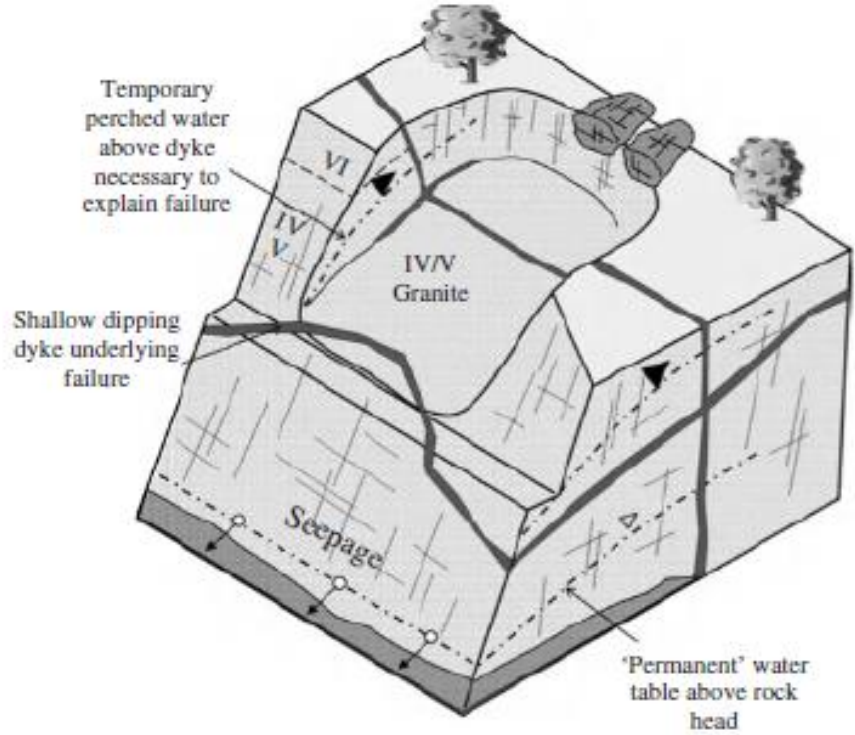 Temporary
perched water
above dyke
necessary to
explain failure
VI
IV
V
IV/V
Granite
Shallow dipping
dyke underlying
failure
Seepage
‘Permanent’ water
table above rock
head